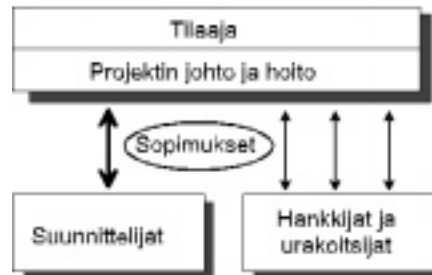 Tilaaja
Projektin johto ja hoito
Sopimukset
Suunnittelijat
Hankkijat ja
urakoitsijat